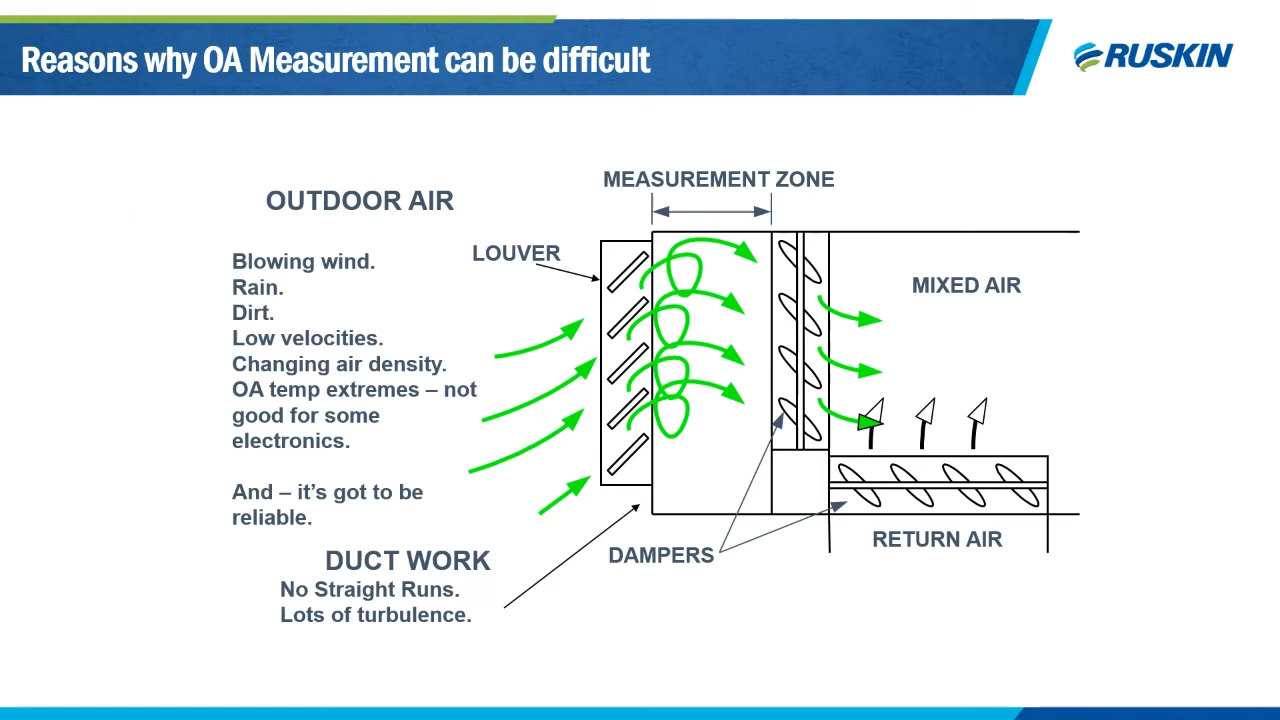 Reasons why OA Measurement can be difficult
RUSKIN
MEASUREMENT ZONE
OUTDOOR AIR
LOUVER
Blowing wind.
Rain.
Dirt.
Low velocities.
Changing air density.
OA temp extremes – not
good for some
electronics.
And – it's got to be
reliable.
MIXED AIR
DUCT WORK
No Straight Runs.
Lots of turbulence.
DAMPERS
RETURN AIR